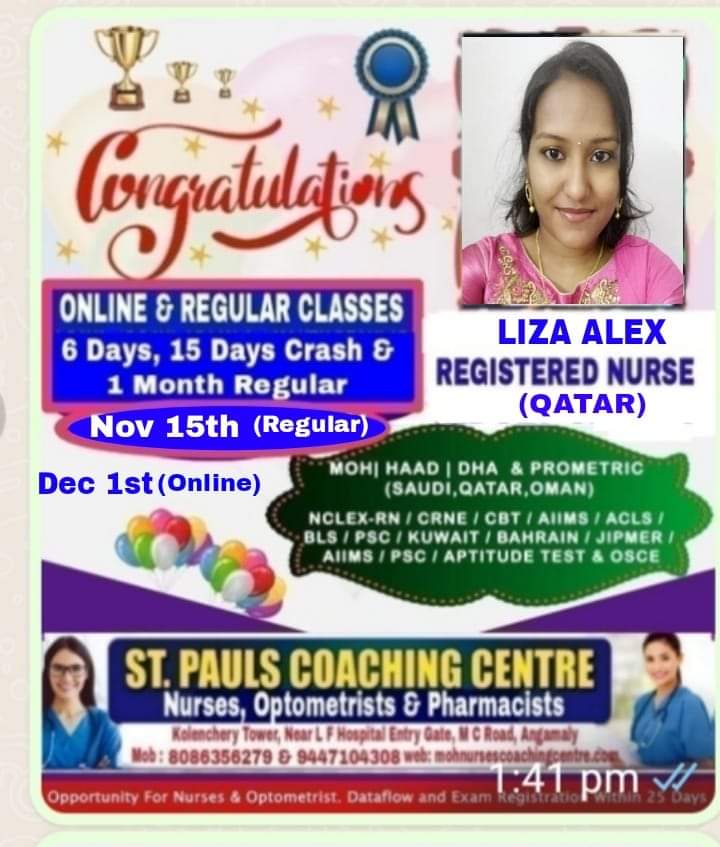 Congratulations
ONLINE & REGULAR CLASSES
6 Days, 15 Days Crash &
1 Month Regular
Nov 15th (Regular)
Dec 1st (Online)
LIZA ALEX
REGISTERED NURSE
(QATAR)
MOH| HAAD | DHA & PROMETRIC
(SAUDI,QATAR,OMAN)
NCLEX-RN / CRNE / CBT / AIIMS / ACLS /
BLS / PSC / KUWAIT / BAHRAIN / JIPMER /
AIIMS / PSC / APTITUDE TEST & OSCE
ST. PAULS COACHING CENTRE
Nurses, Optometrists & Pharmacists
Kolenchery Tower, Near L F Hospital Entry Gate, M C Road, Angamaly
Mob: 8086356279 & 9447104308 web: mohnursescoachingcentre.com
1:41 pm
Opportunity For Nurses & Optometrist. Dataflow and Exam Registration Within 25 Days